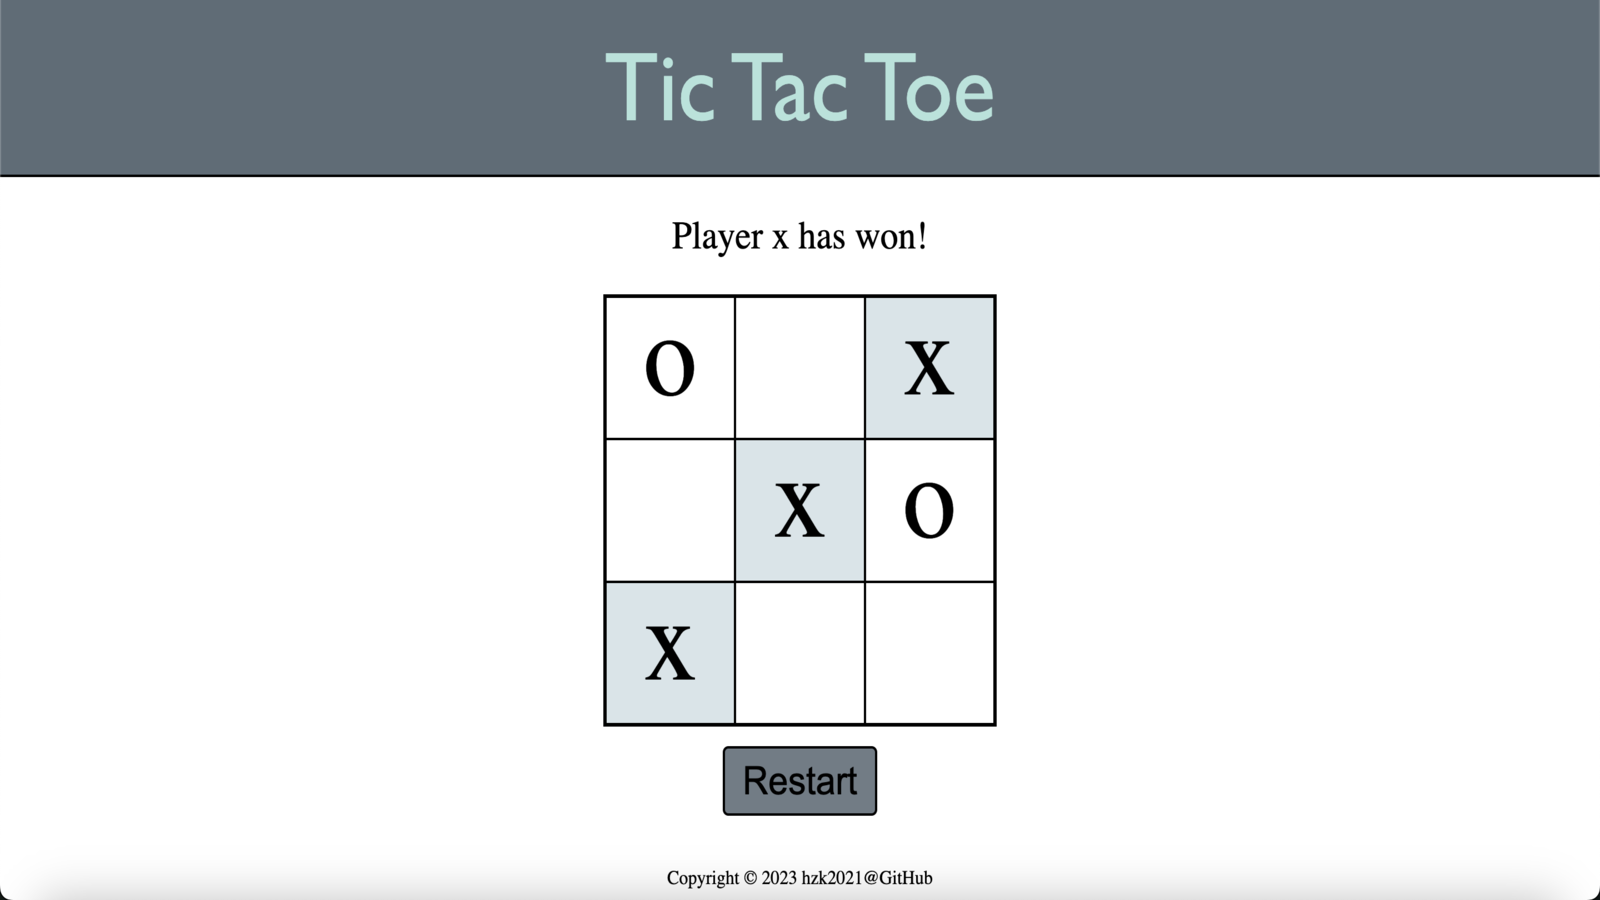 Tic Tac Toe
Player x has won!
O X
X O
X
Restart
Copyright © 2023 hzk2021@GitHub